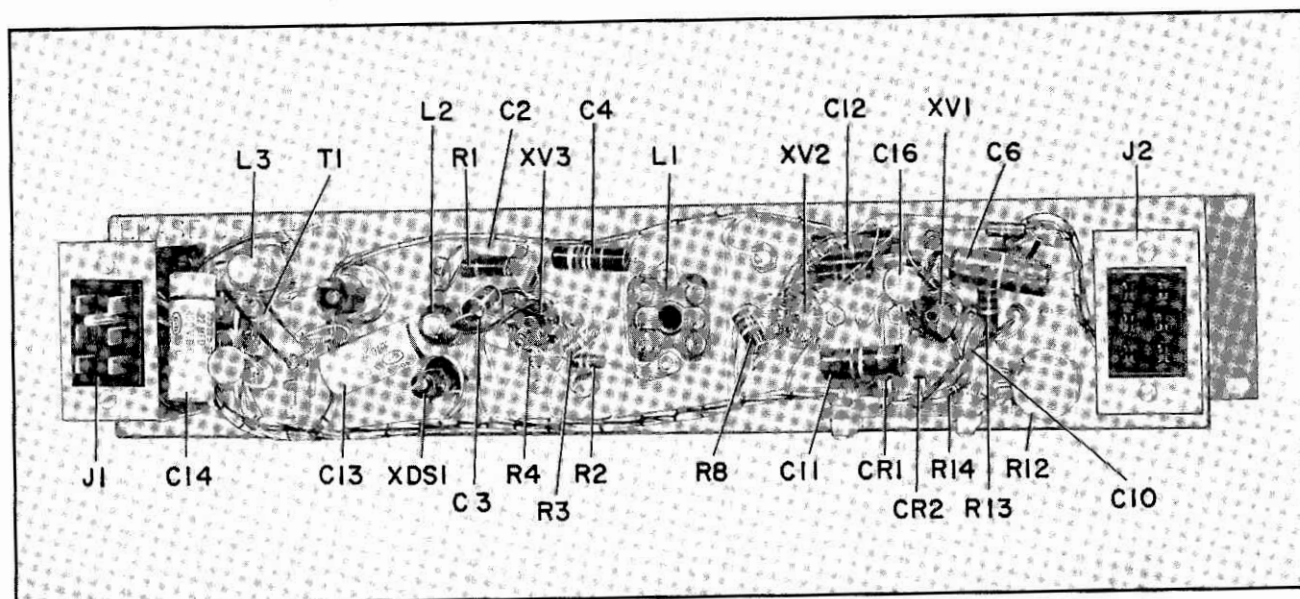 L2 C2 C4 C12 XV1
L3 T1 R1 XV3 L1 XV2 C16 C6 J2
J1 C14 C13 XDS1 C3 R4 R3 R2 R8 C11 CR1 CR2 R14 R13 R12 C10